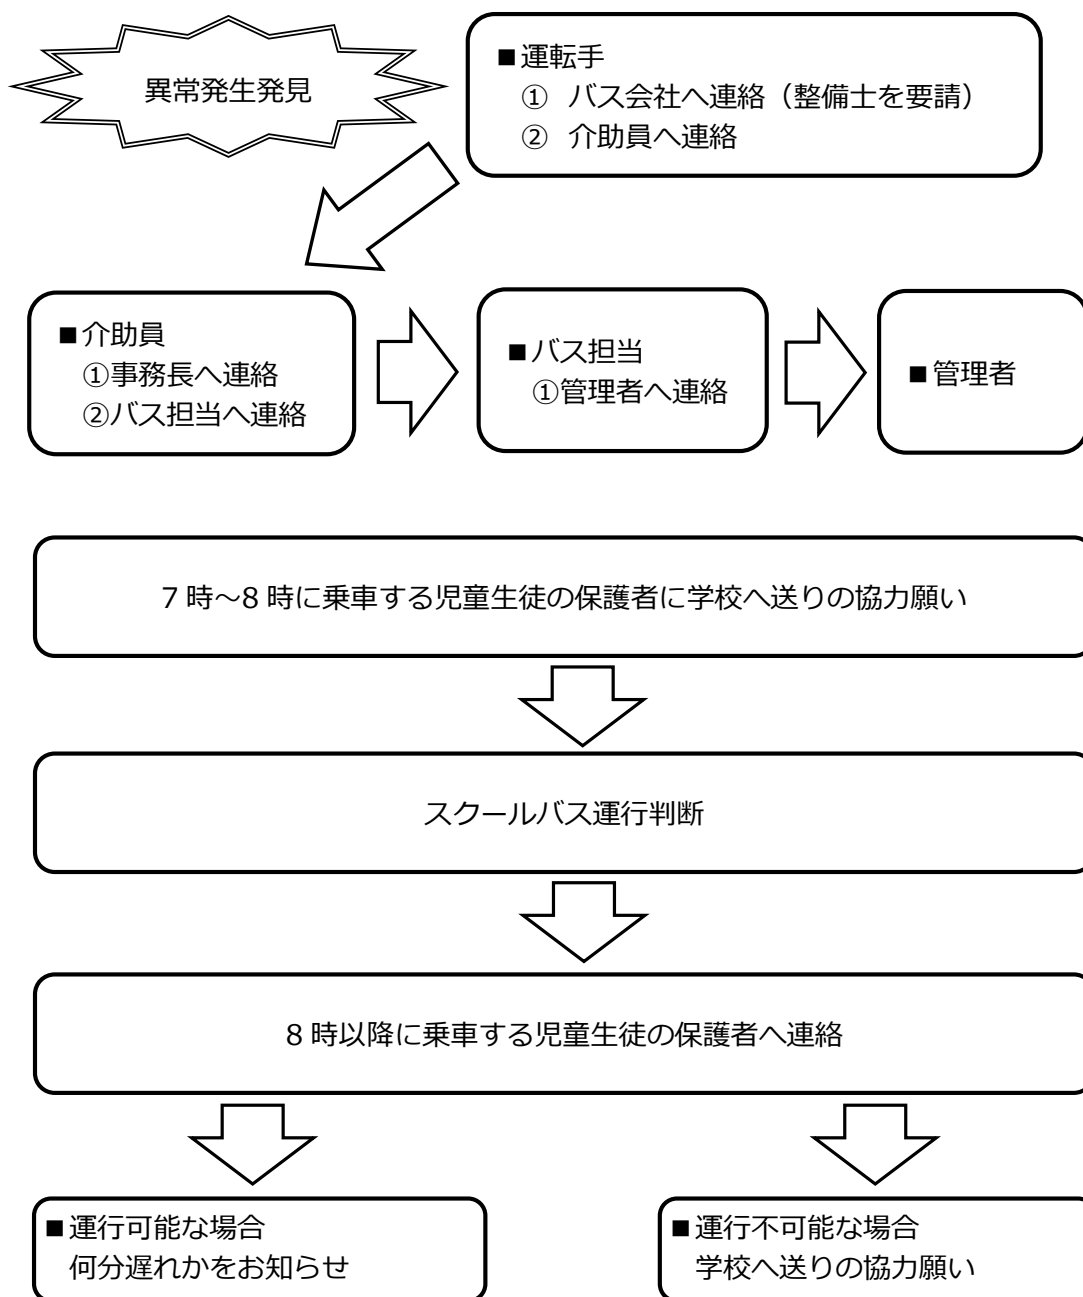 異常発生発見
■運転手
① バス会社へ連絡（整備士を要請）
② 介助員へ連絡
■介助員
①事務長へ連絡
②バス担当へ連絡
■バス担当
①管理者へ連絡
■管理者
7 時～8 時に乗車する児童生徒の保護者に学校へ送りの協力願い
スクールバス運行判断
8 時以降に乗車する児童生徒の保護者へ連絡
■運行可能な場合
何分遅れかをお知らせ
■運行不可能な場合
学校へ送りの協力願い